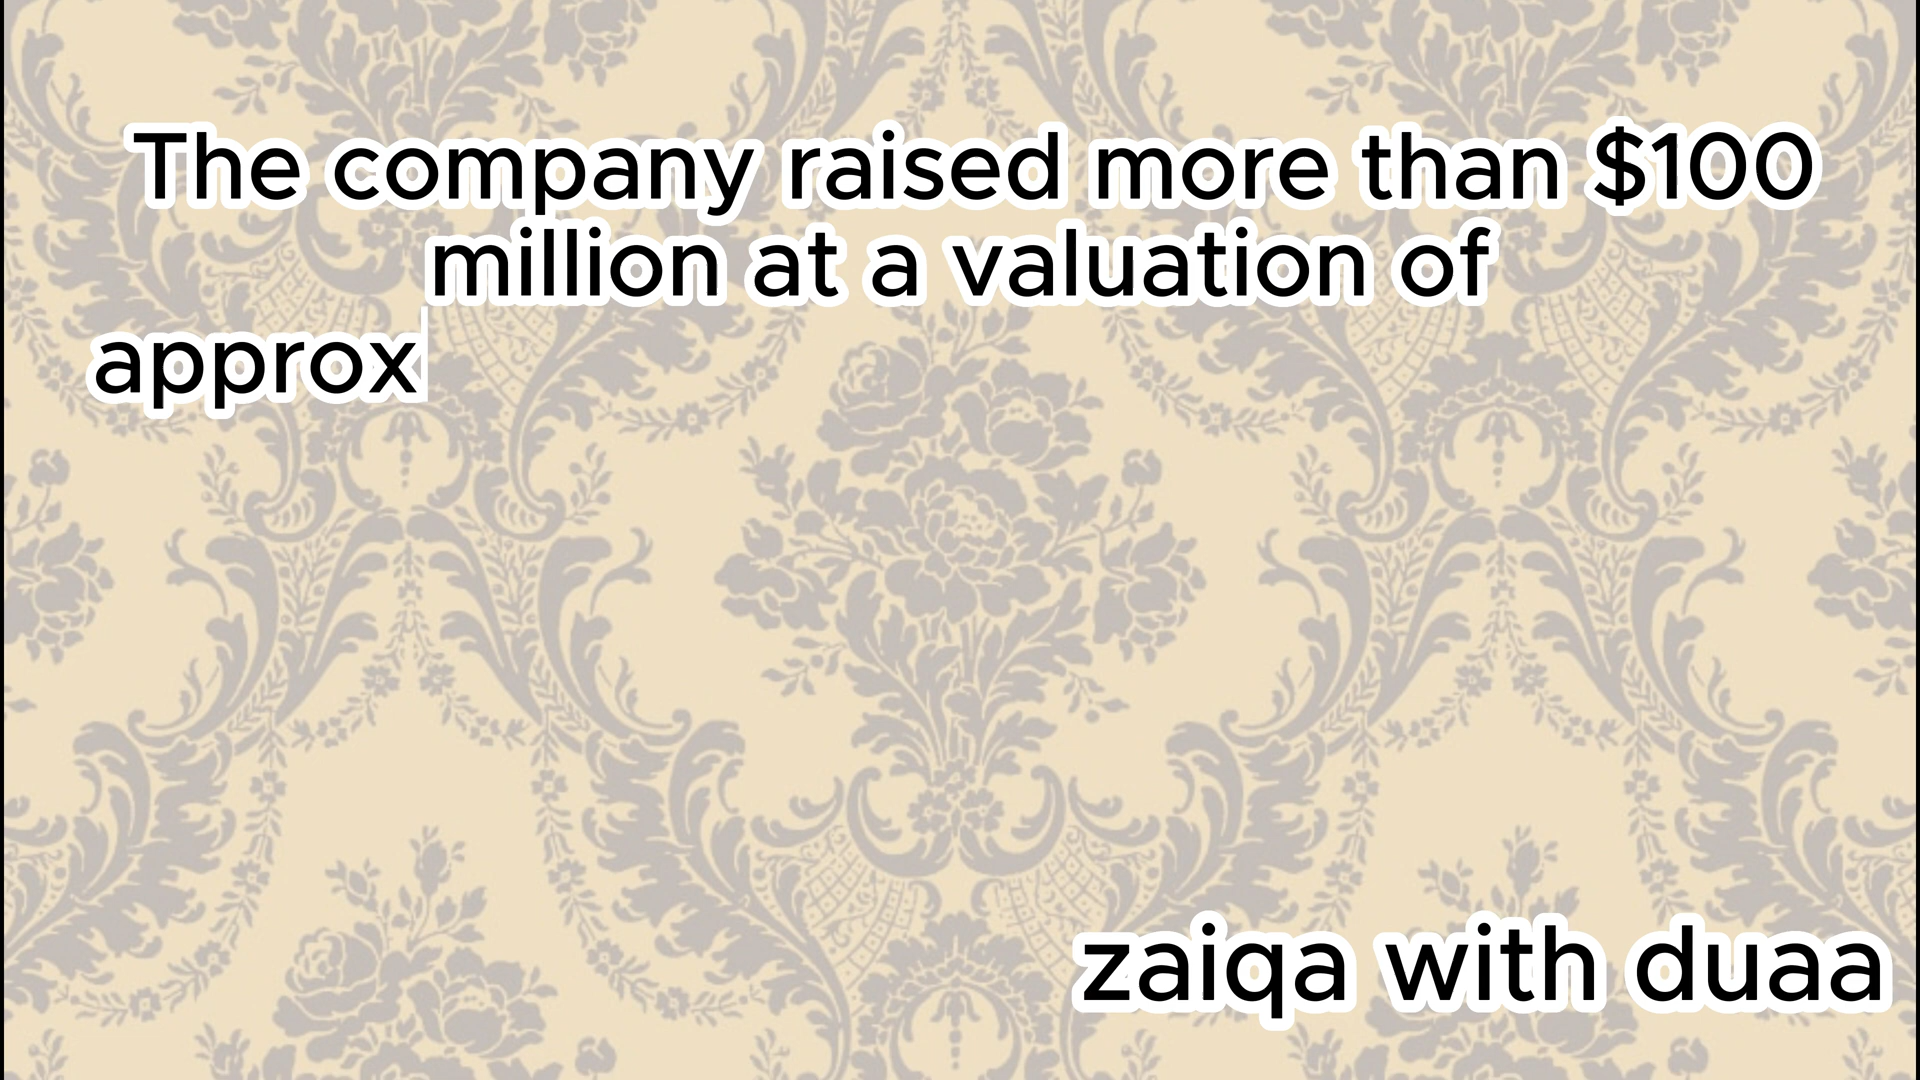 The company raised more than $100
million at a valuation of
approx
zaiqa with duaa